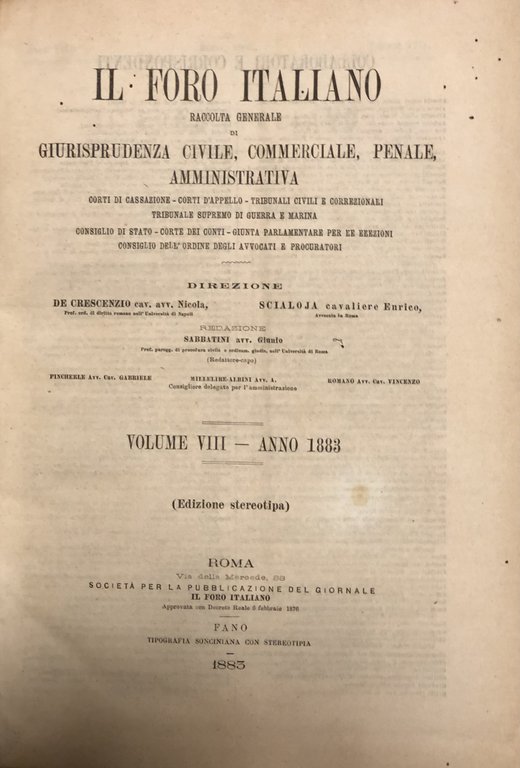 IL FORO ITALIANO
RACCOLTA GENERALE
DI
GIURISPRUDENZA CIVILE, COMMERCIALE, PENALE,
AMMINISTRATIVA
CORTI DI CASSAZIONE - CORTI D'APPELLO - TRIBUNALI CIVILI E CORREZIONALI
TRIBUNALE SUPREMO DI GUERRA E MARINA
CONSIGLIO DI STATO - CORTE DEI CONTI - GIUNTA PARLAMENTARE PER LE ELEZIONI
CONSIGLIO DELL'ORDINE DEGLI AVVOCATI E PROCURATORI
DIREZIONE
DE CRESCENZIO cav. avv. Nicola, SCIALOJA cavaliere Enrico,
Prof. ord. di diritto romano nell'Università di Napoli Avvocato in Roma
REDAZIONE
SABBATINI avv. Giunio
Prof. paregg. di procedura civile e ordinam. giudiz. nell'Università di Roma
(Redattore-capo)
PINCHERLE Avv. Cav. GABRIELE MILLELIRE-ALBINI Avv. A. ROMANO Avv. Cav. VINCENZO
Consigliere delegato per l'amministrazione
VOLUME VIII — ANNO 1883
(Edizione stereotipa)
ROMA
Via della Mercede, 28
SOCIETÀ PER LA PUBBLICAZIONE DEL GIORNALE
IL FORO ITALIANO
Approvata con Decreto Reale 9 febbraio 1876
FANO
TIPOGRAFIA SONCINIANA CON STEREOTIPIA
1883